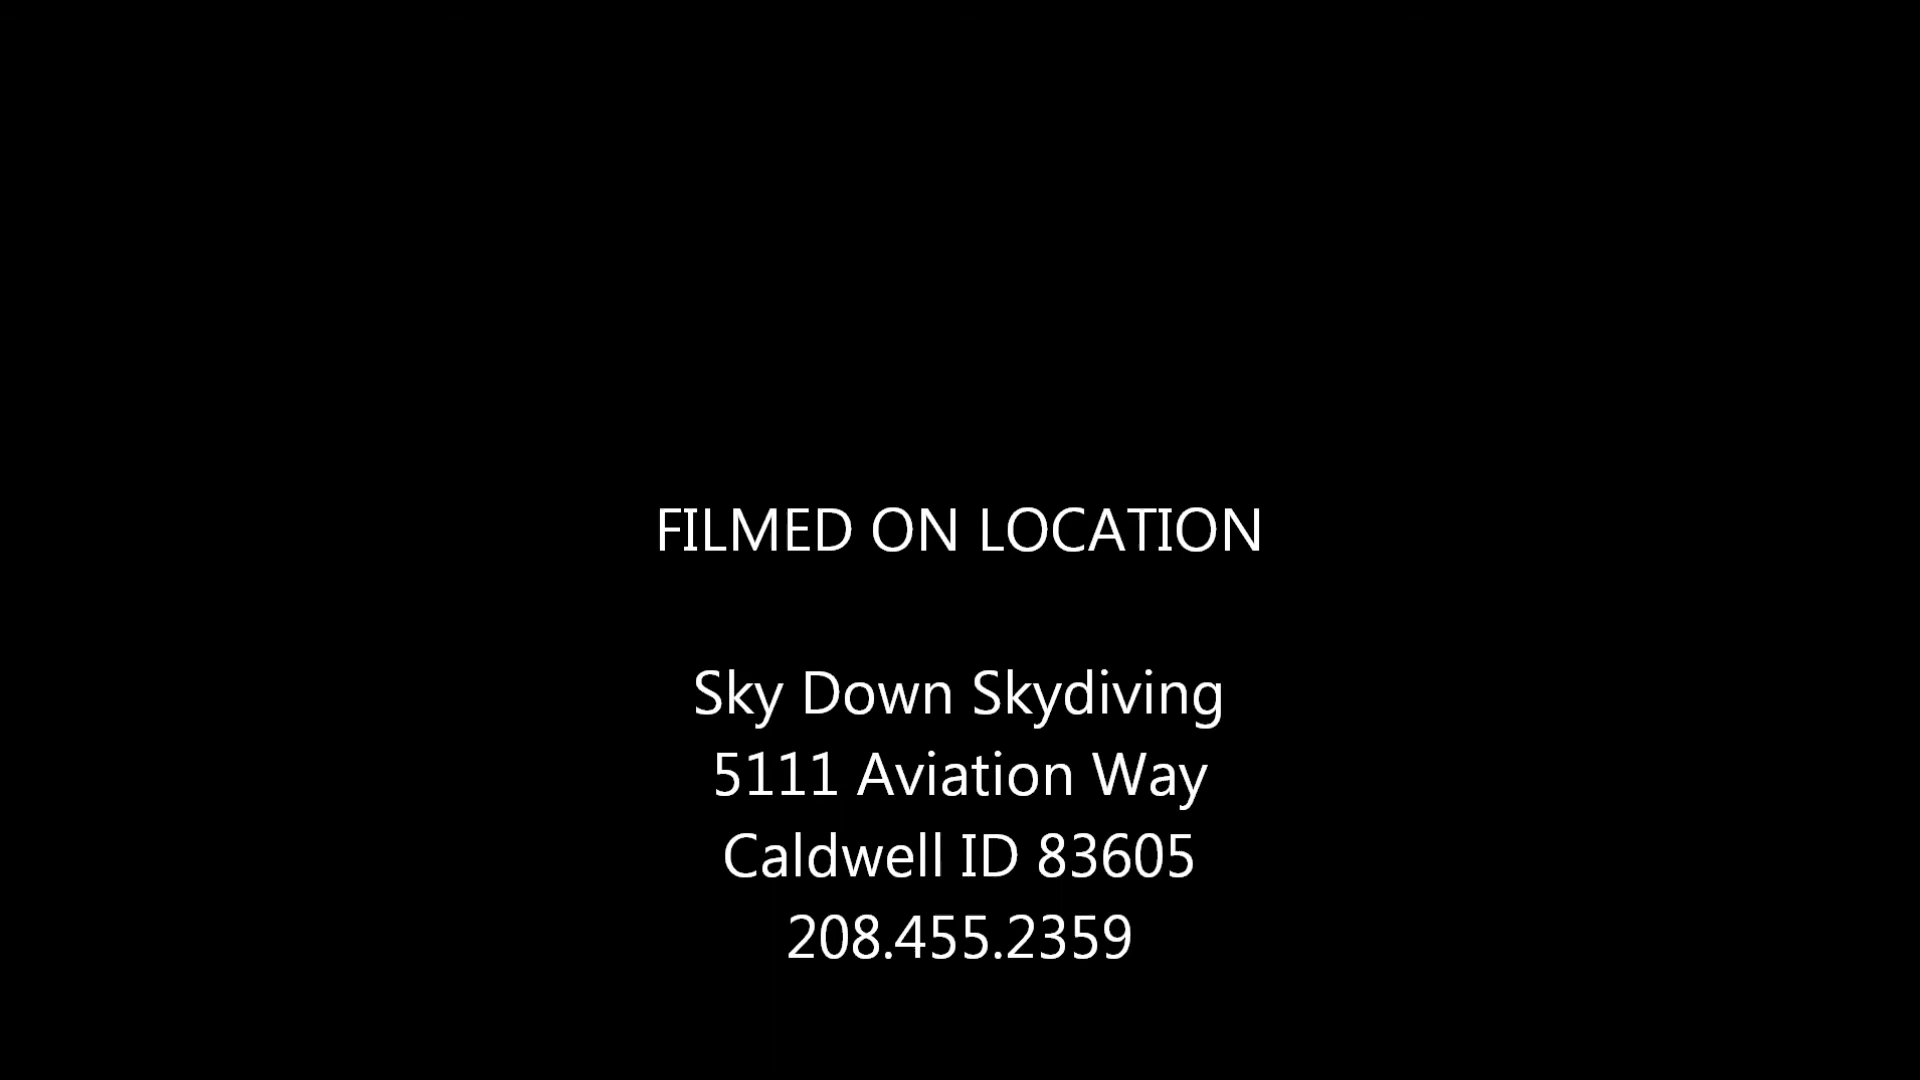 FILMED ON LOCATION
Sky Down Skydiving
5111 Aviation Way
Caldwell ID 83605
208.455.2359